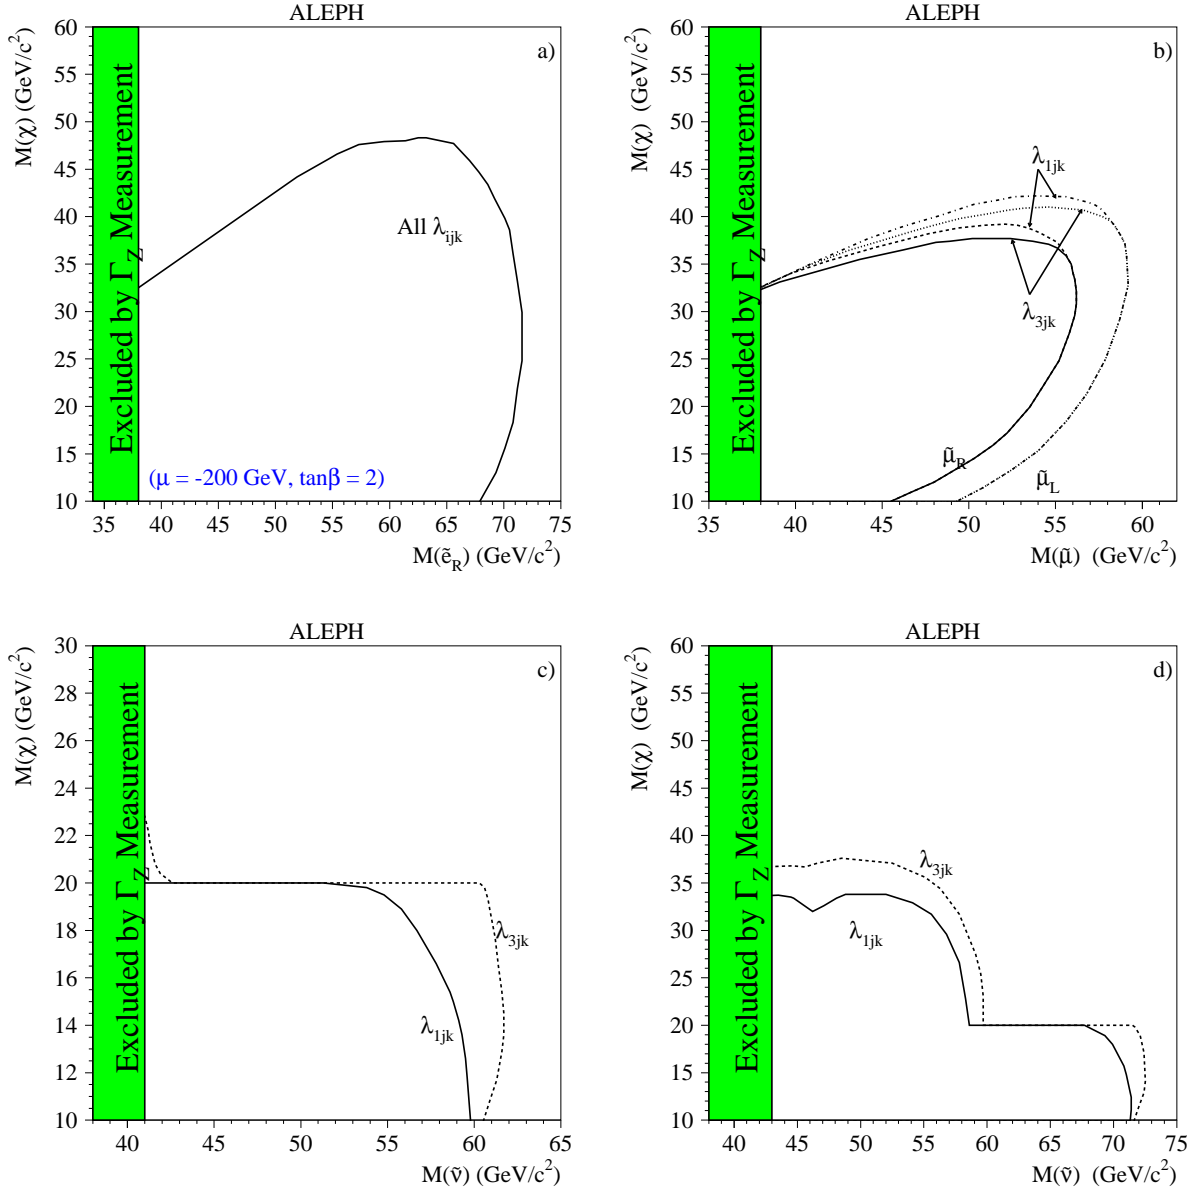 ALEPH
a)
M(χ) (GeV/c²)
60
55
50
45
40
35
30
25
20
15
10
Excluded by Γ_Z Measurement
All λ_ijk
(μ = -200 GeV, tanβ = 2)
35 40 45 50 55 60 65 70 75
M(ẽ_R) (GeV/c²)
ALEPH
b)
M(χ) (GeV/c²)
60
55
50
45
40
35
30
25
20
15
10
Excluded by Γ_Z Measurement
λ_1jk
λ_3jk
μ̃_R
μ̃_L
35 40 45 50 55 60
M(μ̃) (GeV/c²)
ALEPH
c)
M(χ) (GeV/c²)
30
28
26
24
22
20
18
16
14
12
10
Excluded by Γ_Z Measurement
λ_3jk
λ_1jk
40 45 50 55 60 65
M(ν̃) (GeV/c²)
ALEPH
d)
M(χ) (GeV/c²)
60
55
50
45
40
35
30
25
20
15
10
Excluded by Γ_Z Measurement
λ_3jk
λ_1jk
40 45 50 55 60 65 70 75
M(ν̃) (GeV/c²)